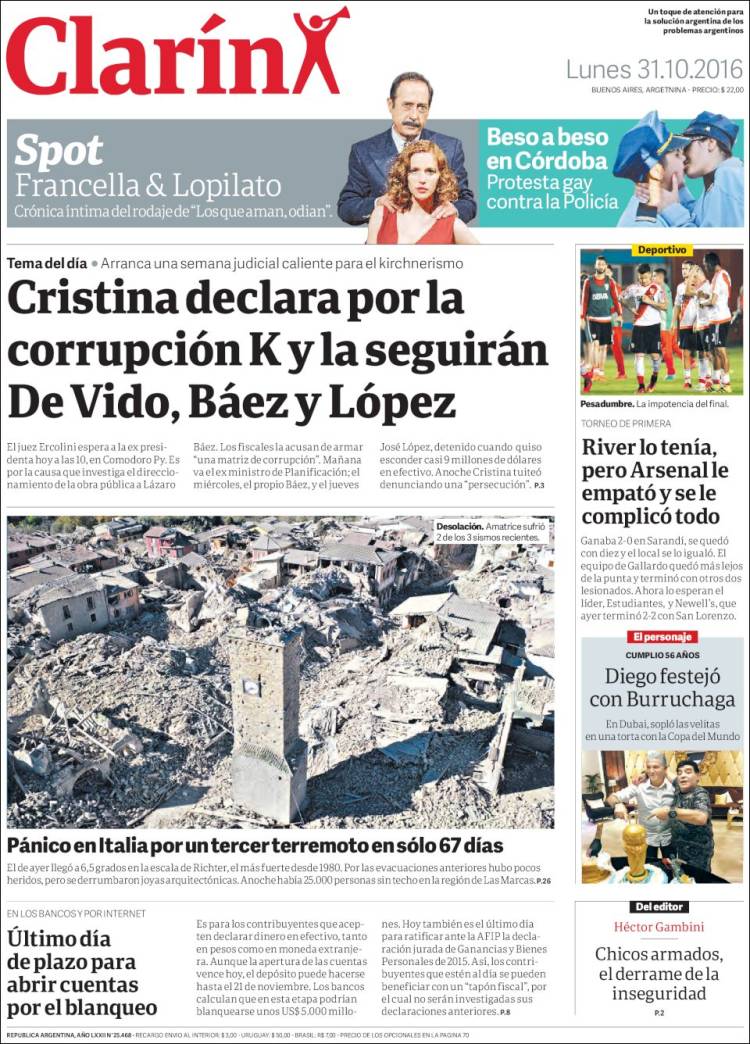 Clarín
Un toque de atención para
la solución argentina de los
problemas argentinos
Lunes 31.10.2016
BUENOS AIRES, ARGETNINA - PRECIO: $ 22,00
Spot
Francella & Lopilato
Crónica íntima del rodaje de “Los que aman, odian”.
Beso a beso
en Córdoba
Protesta gay
contra la Policía
Tema del día • Arranca una semana judicial caliente para el kirchnerismo
Cristina declara por la
corrupción K y la seguirán
De Vido, Báez y López
El juez Ercolini espera a la ex presi-
denta hoy a las 10, en Comodoro Py. Es
por la causa que investiga el direccio-
namiento de la obra pública a Lázaro
Báez. Los fiscales la acusan de armar
“una matriz de corrupción”. Mañana
va el ex ministro de Planificación; el
miércoles, el propio Báez, y el jueves
José López, detenido cuando quiso
esconder casi 9 millones de dólares
en efectivo. Anoche Cristina tuiteó
denunciando una “persecución”. P.3
Desolación. Amatrice sufrió
2 de los 3 sismos recientes.
Pánico en Italia por un tercer terremoto en sólo 67 días
El de ayer llegó a 6,5 grados en la escala de Richter, el más fuerte desde 1980. Por las evacuaciones anteriores hubo pocos
heridos, pero se derrumbaron joyas arquitectónicas. Anoche había 25.000 personas sin techo en la región de Las Marcas. P.26
EN LOS BANCOS Y POR INTERNET
Último día
de plazo para
abrir cuentas
por el blanqueo
Es para los contribuyentes que acep-
ten declarar dinero en efectivo, tanto
en pesos como en moneda extranje-
ra. Aunque la apertura de las cuentas
vence hoy, el depósito puede hacerse
hasta el 21 de noviembre. Los bancos
calculan que en esta etapa podrían
blanquearse unos US$ 5.000 millo-
nes. Hoy también es el último día
para ratificar ante la AFIP la decla-
ración jurada de Ganancias y Bienes
Personales de 2015. Así, los contri-
buyentes que estén al día se pueden
beneficiar con un “tapón fiscal”, por
el cual no serán investigadas sus
declaraciones anteriores. P.8
Deportivo
Pesadumbre. La impotencia del final.
TORNEO DE PRIMERA
River lo tenía,
pero Arsenal le
empató y se le
complicó todo
Ganaba 2-0 en Sarandí, se quedó
con diez y el local se lo igualó. El
equipo de Gallardo quedó más lejos
de la punta y terminó con otros dos
lesionados. Ahora lo esperan el
líder, Estudiantes, y Newell’s, que
ayer terminó 2-2 con San Lorenzo.
El personaje
CUMPLIO 56 AÑOS
Diego festejó
con Burruchaga
En Dubai, sopló las velitas
en una torta con la Copa del Mundo
Del editor
Héctor Gambini
Chicos armados,
el derrame de la
inseguridad
P.2
REPUBLICA ARGENTINA, AÑO LXXII N° 25.468 - RECARGO ENVIO AL INTERIOR: $ 3,00 - URUGUAY: $ 50,00 - BRASIL: R$ 7,00 - PRECIO DE LOS OPCIONALES EN LA PAGINA 70